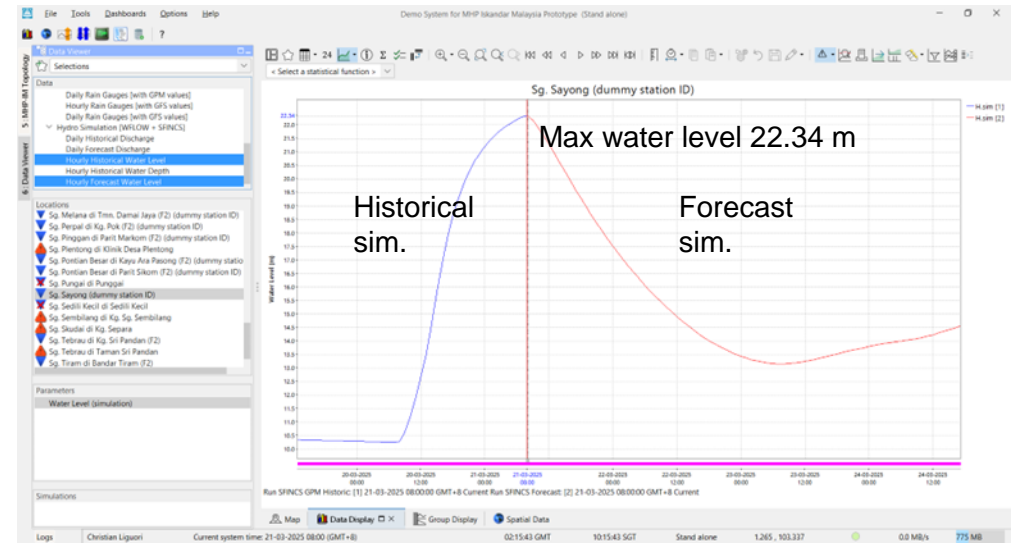 File Tools Dashboards Options Help
Demo System for MHP Iskandar Malaysia Prototype (Stand alone)
?
5 : MHP-IM Topology
6 : Data Viewer
Data Viewer
Selections
Data
Daily Rain Gauges [with GPM values]
Hourly Rain Gauges [with GFS values]
Daily Rain Gauges [with GFS values]
Hydro Simulation [WFLOW + SFINCS]
Daily Historical Discharge
Daily Forecast Discharge
Hourly Historical Water Level
Hourly Historical Water Depth
Hourly Forecast Water Level
Locations
Sg. Melana di Tmn. Damai Jaya (F2) (dummy station ID)
Sg. Perpal di Kg. Pok (F2) (dummy station ID)
Sg. Pinggan di Parit Markom (F2) (dummy station ID)
Sg. Plentong di Klinik Desa Plentong
Sg. Pontian Besar di Kayu Ara Pasong (F2) (dummy statio
Sg. Pontian Besar di Parit Sikom (F2) (dummy station ID)
Sg. Pungai di Punggai
Sg. Sayong (dummy station ID)
Sg. Sedili Kecil di Sedili Kecil
Sg. Sembilang di Kg. Sg. Sembilang
Sg. Skudai di Kg. Separa
Sg. Tebrau di Kg. Sri Pandan (F2)
Sg. Tebrau di Taman Sri Pandan
Sg. Tiram di Bandar Tiram (F2)
Parameters
Water Level (simulation)
Simulations
24
Σ
< Select a statistical function >
Sg. Sayong (dummy station ID)
H.sim [1]
H.sim [2]
Max water level 22.34 m
Historical
sim.
Forecast
sim.
Water Level [m]
22.34
22.0
21.5
21.0
20.5
20.0
19.5
19.0
18.5
18.0
17.5
17.0
16.5
16.0
15.5
15.0
14.5
14.0
13.5
13.0
12.5
12.0
11.5
11.0
10.5
10.0
20-03-2025 20-03-2025 21-03-2025 21-03-2025 22-03-2025 22-03-2025 23-03-2025 23-03-2025 24-03-2025 24-03-2025
00:00 12:00 00:00 08:00 00:00 12:00 00:00 12:00 00:00 12:00
Run SFINCS GPM Historic: [1] 21-03-2025 08:00:00 GMT+8 Current Run SFINCS Forecast: [2] 21-03-2025 08:00:00 GMT+8 Current
Map Data Display Group Display Spatial Data
Logs Christian Liguori Current system time: 21-03-2025 08:00 (GMT+8) 02:15:43 GMT 10:15:43 SGT Stand alone 1.265 , 103.337 0.0 MB/s 775 MB